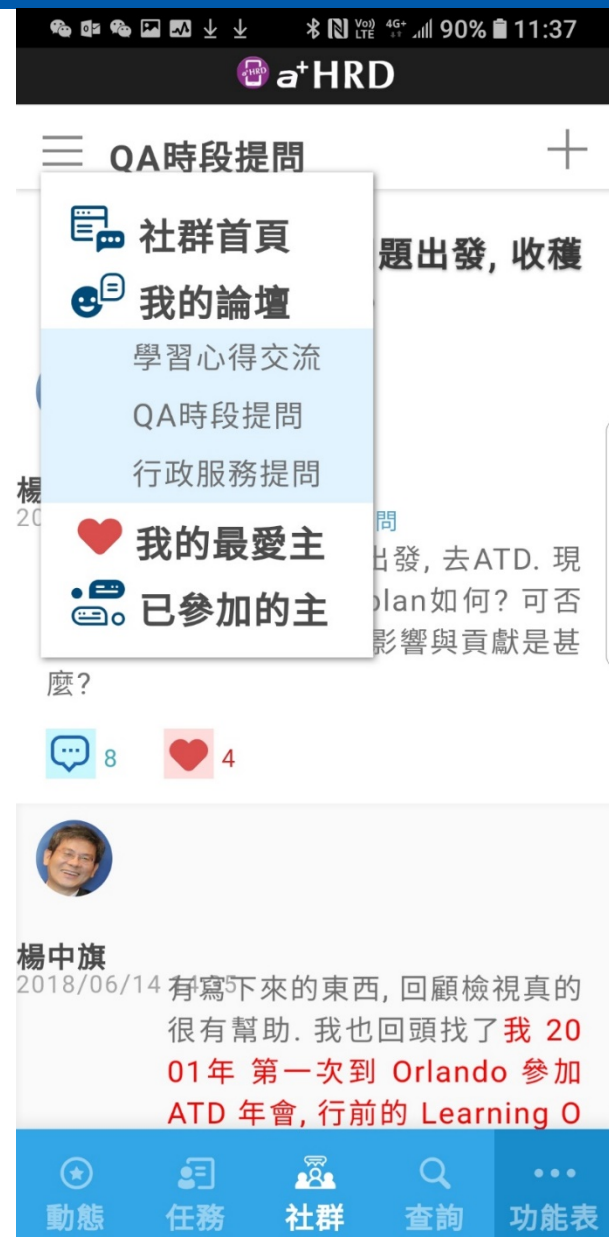 Vo)) LTE 4G+ 90% 11:37
aHRD a+HRD
QA時段提問
社群首頁
題出發, 收穫
我的論壇
學習心得交流
QA時段提問
行政服務提問
楊
20
問
我的最愛主
出發, 去ATD. 現
plan如何? 可否
已參加的主
影響與貢獻是甚
麼?
8 4
楊中旗
2018/06/14
有寫下來的東西, 回顧檢視真的
很有幫助. 我也回頭找了我 20
01年 第一次到 Orlando 參加
ATD 年會, 行前的 Learning O
動態 任務 社群 查詢 功能表